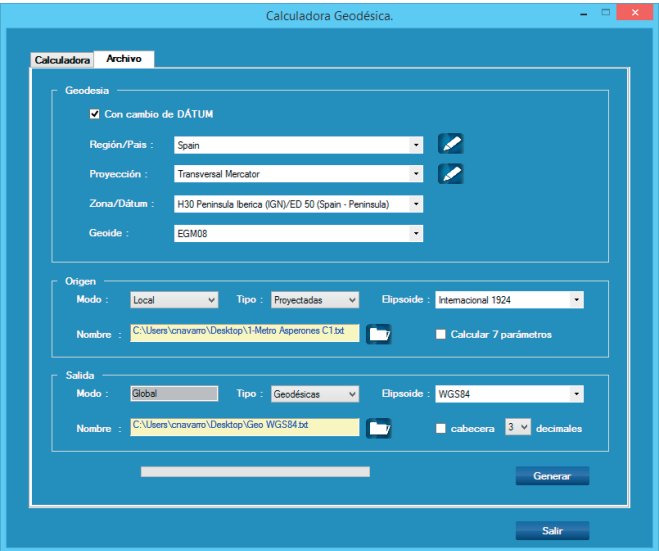 Calculadora Geodésica.
Calculadora Archivo
Geodesia
Con cambio de DÁTUM
Región/Pais : Spain
Proyección : Transversal Mercator
Zona/Dátum : H30 Peninsula Iberica (IGN)/ED 50 (Spain - Peninsula)
Geoide : EGM08
Origen
Modo : Local Tipo : Proyectadas Elipsoide : Internacional 1924
Nombre : C:\Users\cnavarro\Desktop\1-Metro Asperones C1.txt Calcular 7 parámetros
Salida
Modo : Global Tipo : Geodésicas Elipsoide : WGS84
Nombre : C:\Users\cnavarro\Desktop\Geo WGS84.txt cabecera 3 decimales
Generar
Salir